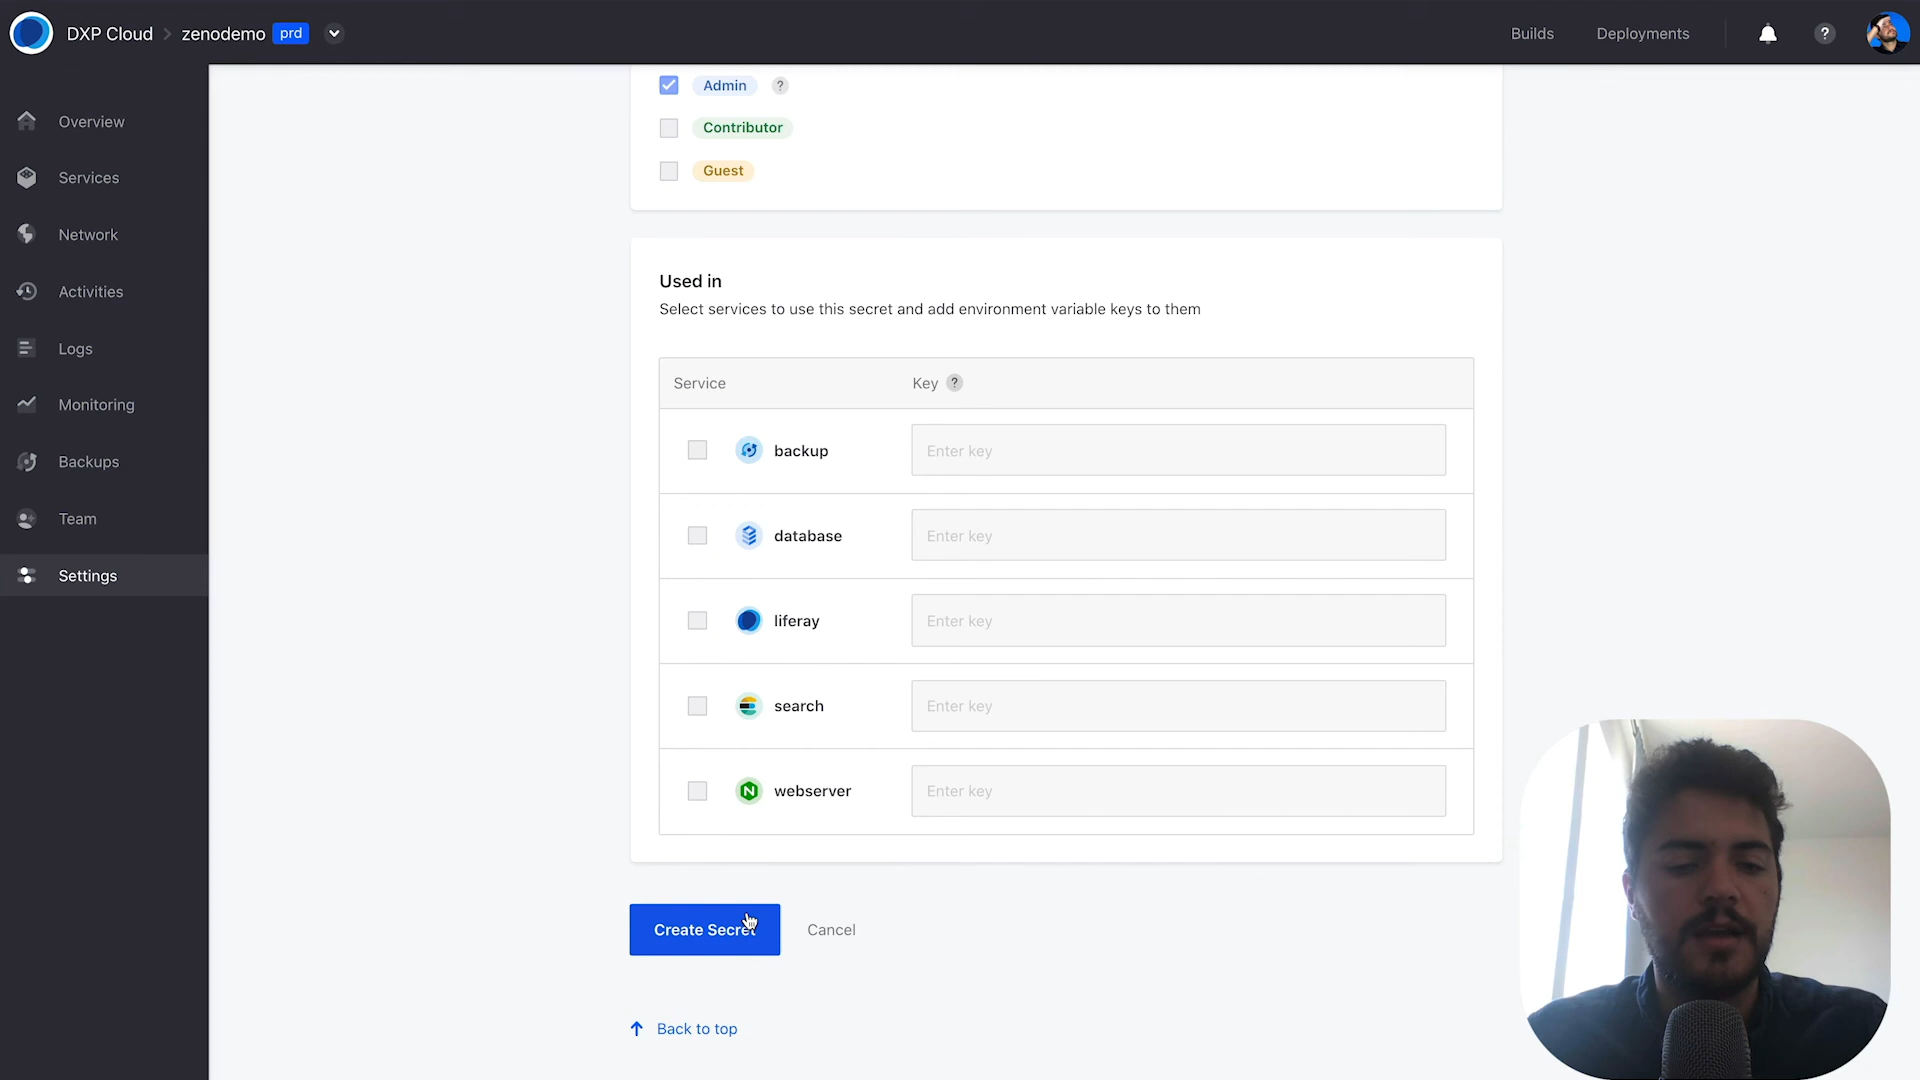 DXP Cloud > zenodemo prd
Builds
Deployments
?
Overview
Services
Network
Activities
Logs
Monitoring
Backups
Team
Settings
Admin ?
Contributor
Guest
Used in
Select services to use this secret and add environment variable keys to them
Service Key ?
backup Enter key
database Enter key
liferay Enter key
search Enter key
N webserver Enter key
Create Secret Cancel
Back to top